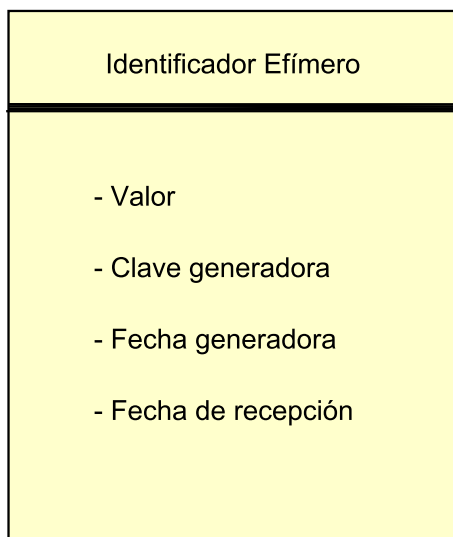 Identificador Efímero
- Valor
- Clave generadora
- Fecha generadora
- Fecha de recepción